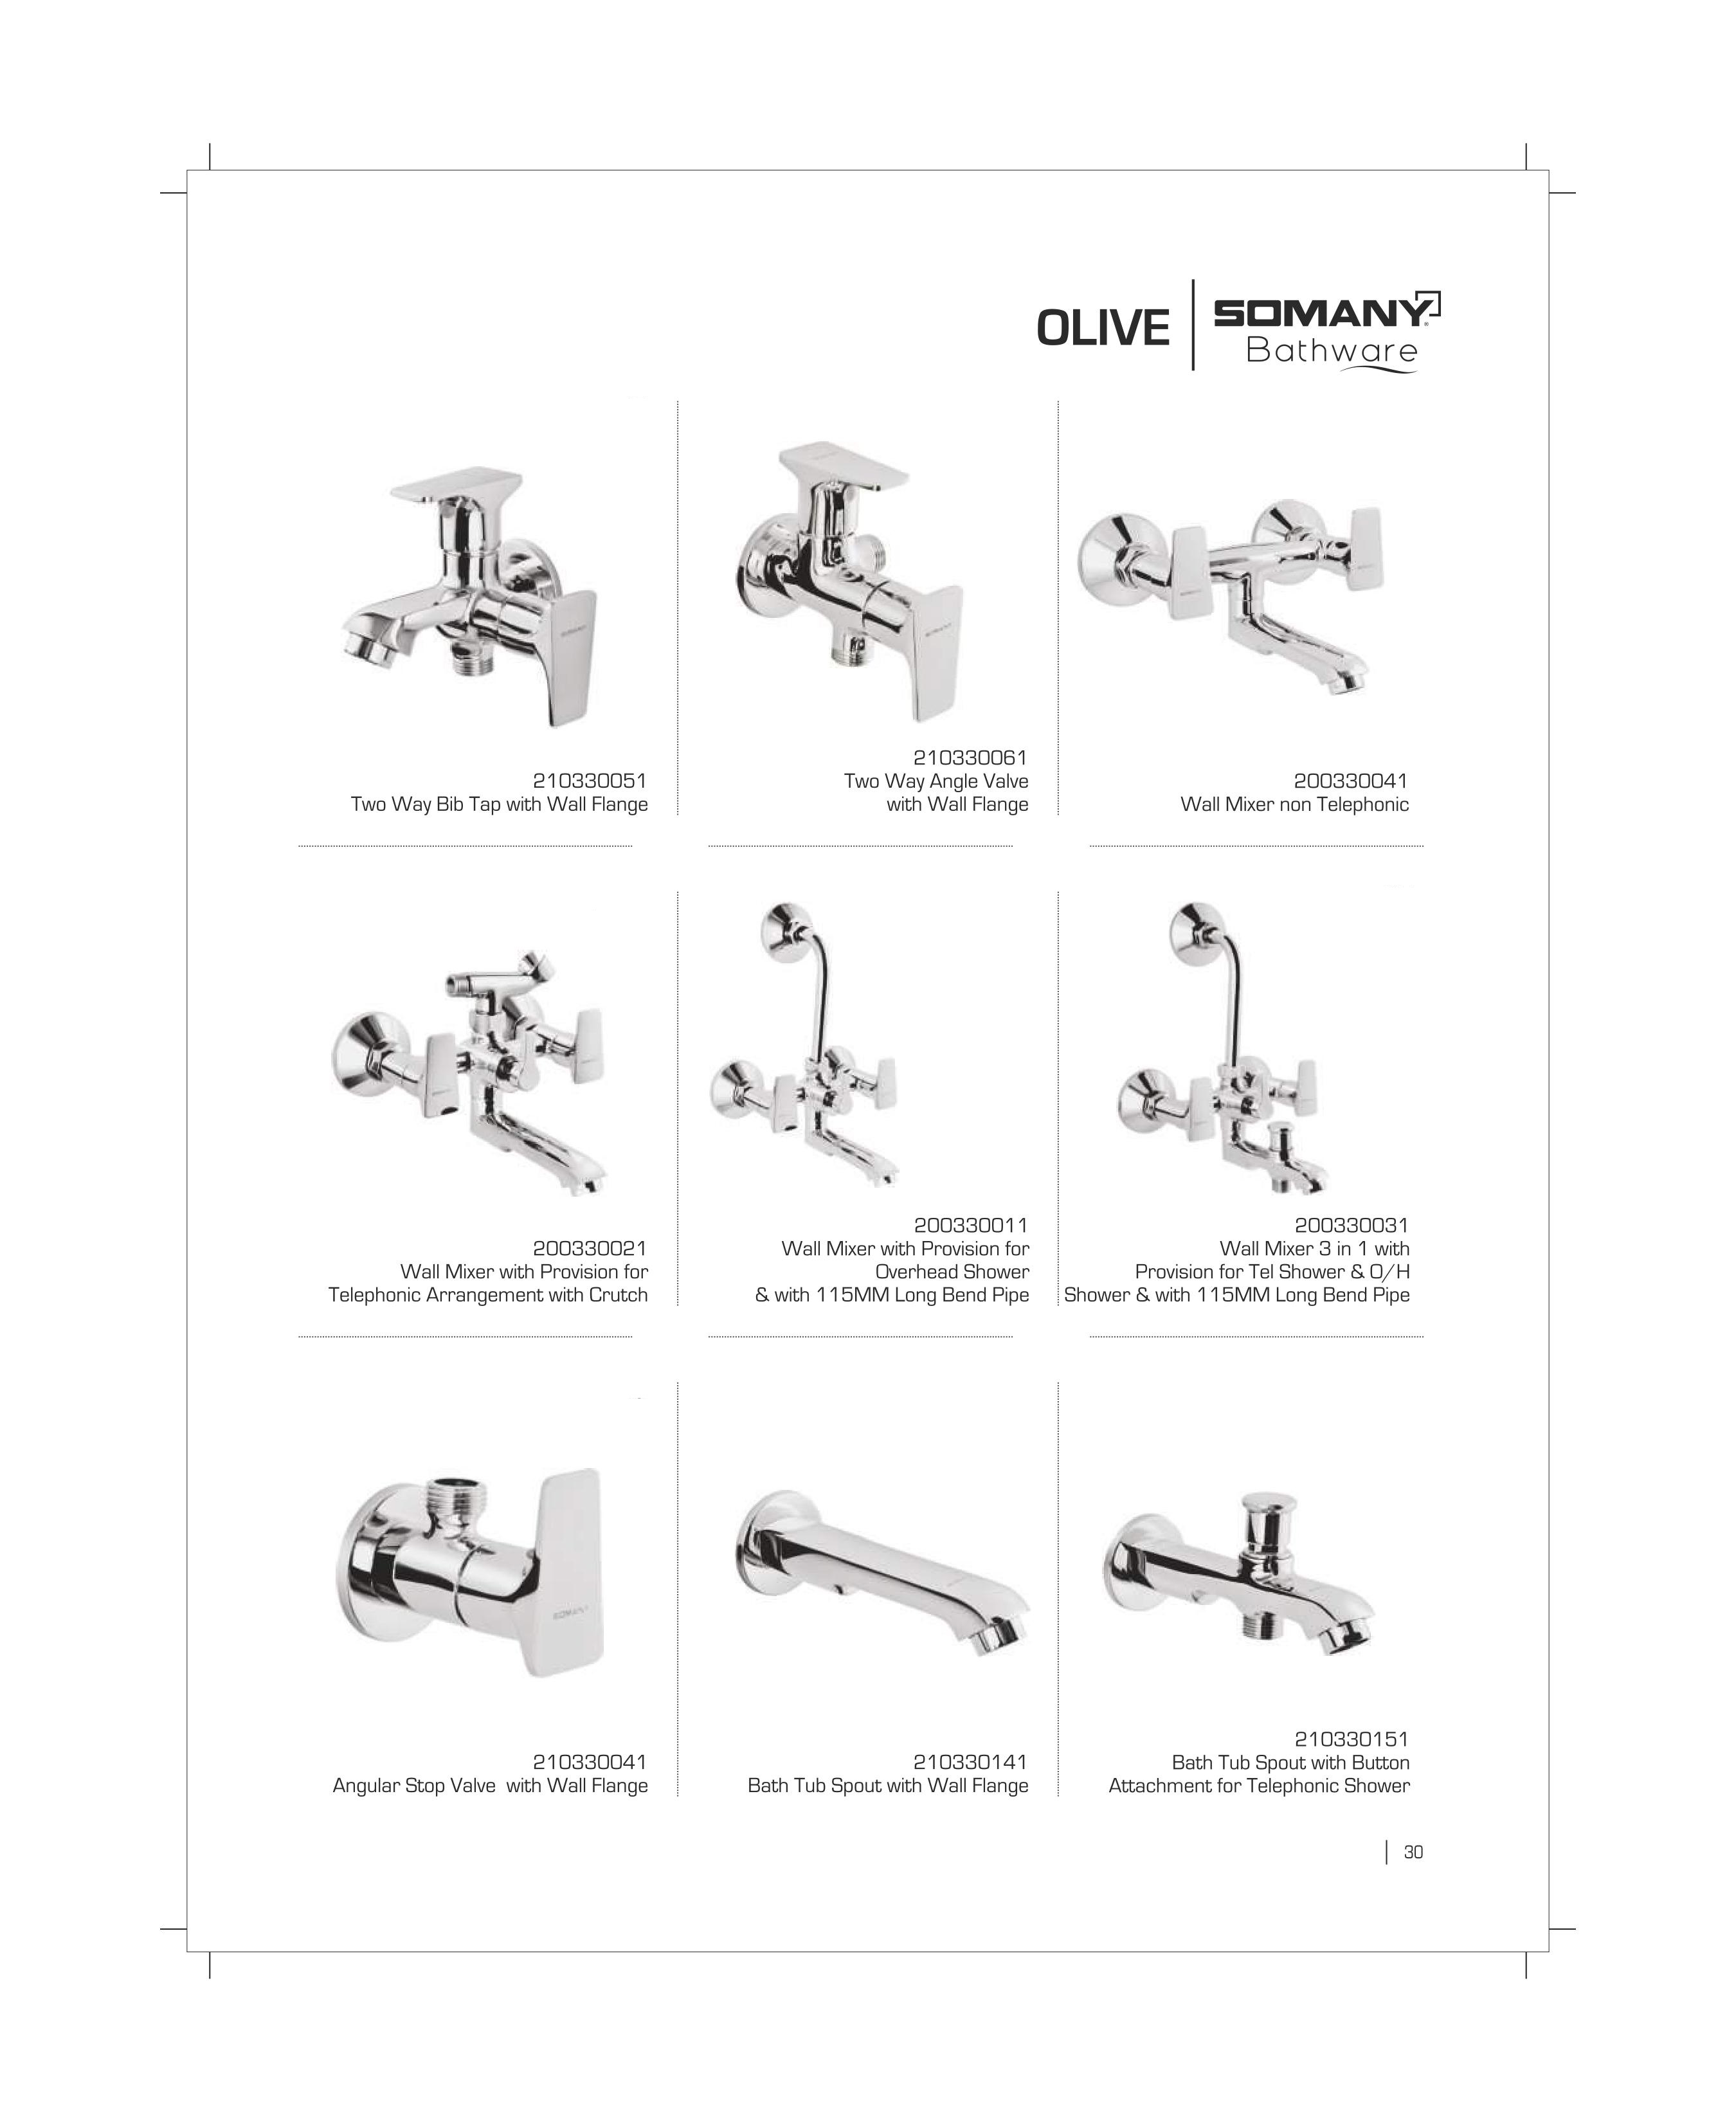 OLIVE
SOMANY
Bathware
210330051
Two Way Bib Tap with Wall Flange
210330061
Two Way Angle Valve
with Wall Flange
200330041
Wall Mixer non Telephonic
200330021
Wall Mixer with Provision for
Telephonic Arrangement with Crutch
200330011
Wall Mixer with Provision for
Overhead Shower
& with 115MM Long Bend Pipe
200330031
Wall Mixer 3 in 1 with
Provision for Tel Shower & O/H
Shower & with 115MM Long Bend Pipe
SOMANY
210330041
Angular Stop Valve with Wall Flange
210330141
Bath Tub Spout with Wall Flange
210330151
Bath Tub Spout with Button
Attachment for Telephonic Shower
30